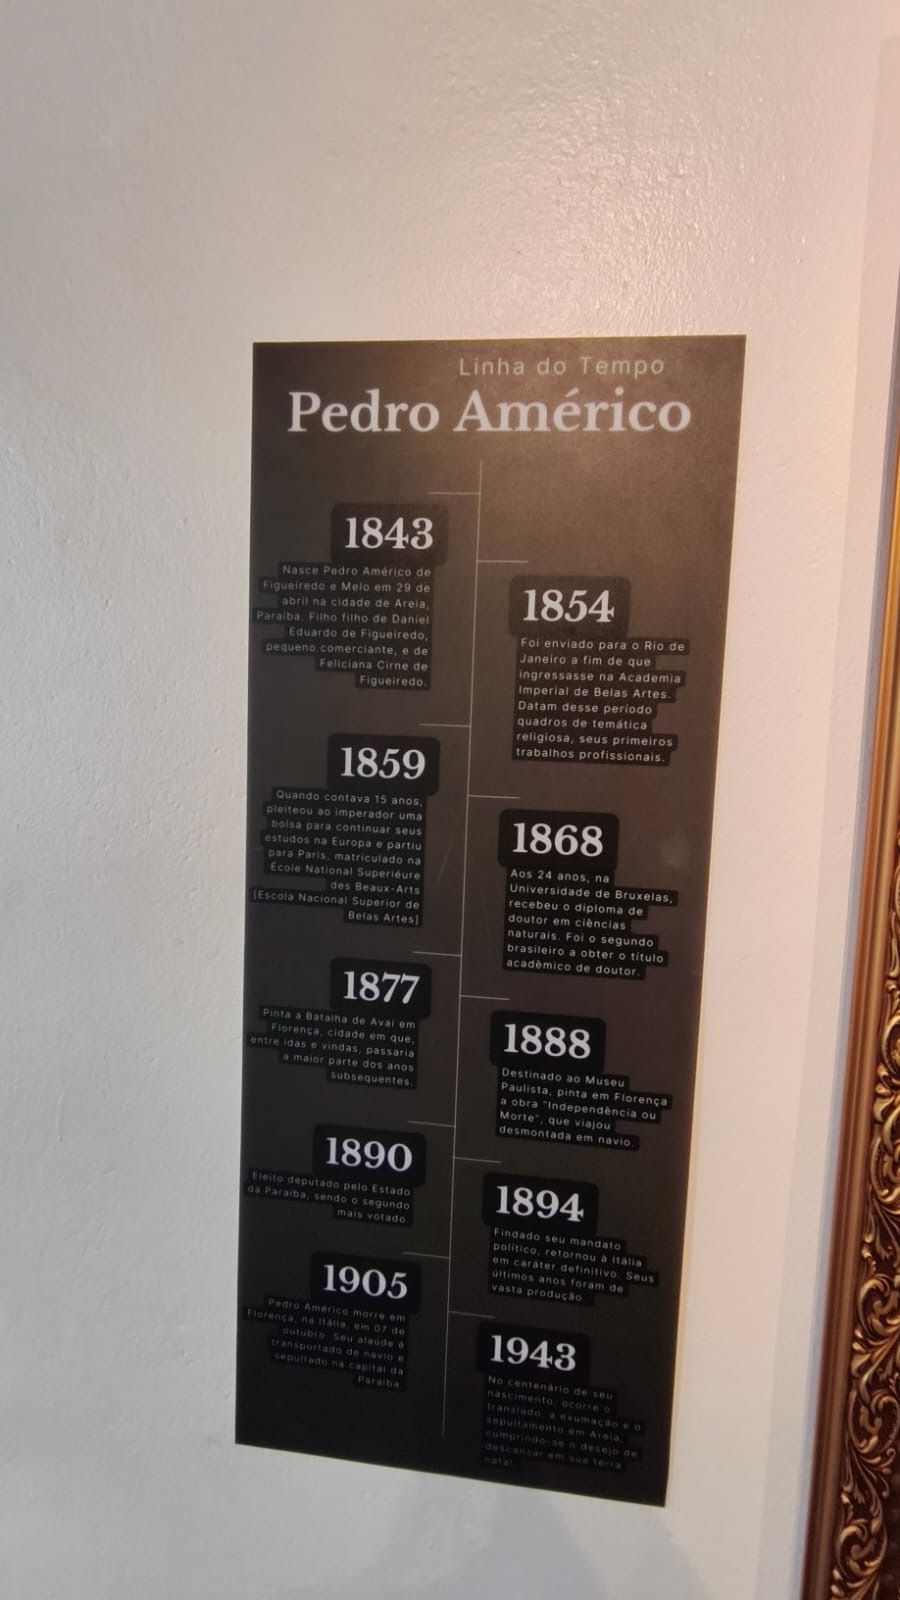 Linha do Tempo
Pedro Américo
1843
Nasce Pedro Américo de
Figueiredo e Melo em 29 de
abril na cidade de Areia,
Paraíba. Filho filho de Daniel
Eduardo de Figueiredo,
pequeno comerciante, e de
Feliciana Cirne de
Figueiredo.
1854
Foi enviado para o Rio de
Janeiro a fim de que
ingressasse na Academia
Imperial de Belas Artes.
Datam desse período
quadros de temática
religiosa, seus primeiros
trabalhos profissionais.
1859
Quando contava 15 anos,
pleiteou ao imperador uma
bolsa para continuar seus
estudos na Europa e partiu
para Paris, matriculado na
École National Superiéure
des Beaux-Arts
[Escola Nacional Superior de
Belas Artes]
1868
Aos 24 anos, na
Universidade de Bruxelas,
recebeu o diploma de
doutor em ciências
naturais. Foi o segundo
brasileiro a obter o título
acadêmico de doutor.
1877
Pinta a Batalha de Avaí em
Florença, cidade em que,
entre idas e vindas, passaria
a maior parte dos anos
subsequentes.
1888
Destinado ao Museu
Paulista, pinta em Florença
a obra "Independência ou
Morte", que viajou
desmontada em navio.
1890
Eleito deputado pelo Estado
da Paraíba, sendo o segundo
mais votado.
1894
Findado seu mandato
político, retornou à Itália
em caráter definitivo. Seus
últimos anos foram de
vasta produção.
1905
Pedro Américo morre em
Florença, na Itália, em 07 de
outubro. Seu ataúde é
transportado de navio e
sepultado na capital da
Paraíba
1943
No centenário de seu
nascimento, ocorre o
translado, a exumação e o
sepultamento em Areia,
cumprindo-se o desejo de
descansar em sua terra
natal.